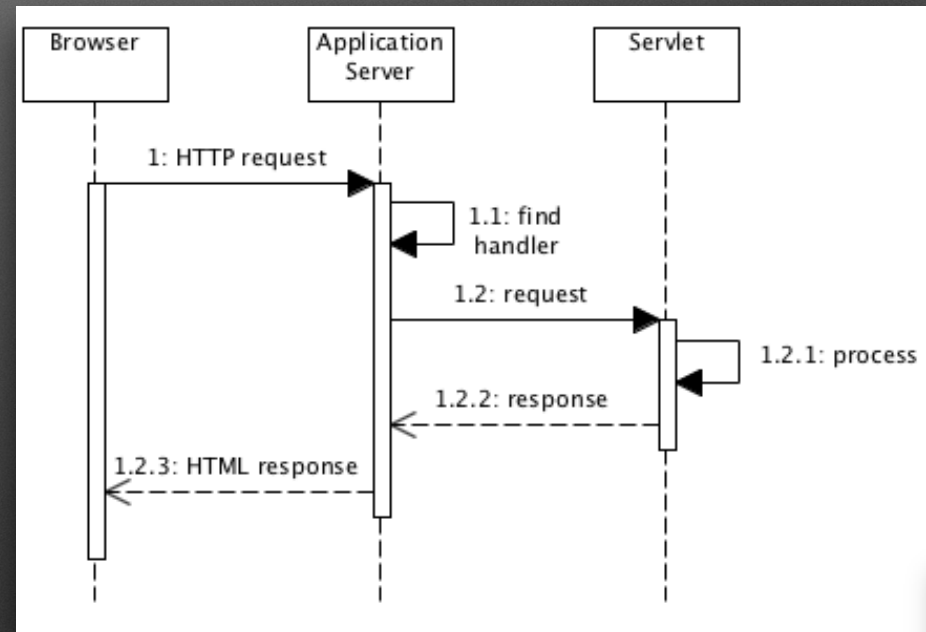 Browser
Application
Server
Servlet
1: HTTP request
1.1: find
handler
1.2: request
1.2.1: process
1.2.2: response
1.2.3: HTML response